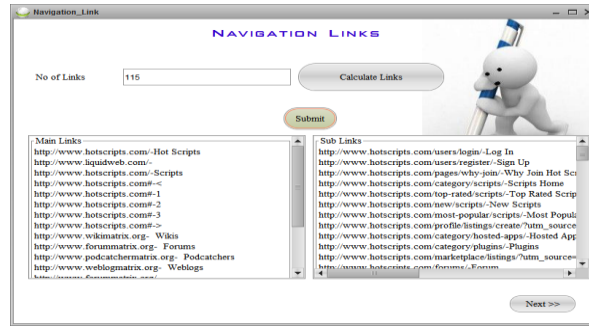 Navigation_Link
NAVIGATION LINKS
No of Links
115
Calculate Links
Submit
Main Links
http://www.hotscripts.com/-Hot Scripts
http://www.liquidweb.com/-
http://www.hotscripts.com/-Scripts
http://www.hotscripts.com#-<
http://www.hotscripts.com#-1
http://www.hotscripts.com#-2
http://www.hotscripts.com#-3
http://www.hotscripts.com#->
http://www.wikimatrix.org- Wikis
http://www.forummatrix.org- Forums
http://www.podcatchermatrix.org- Podcatchers
http://www.weblogmatrix.org- Weblogs
Sub Links
http://www.hotscripts.com/users/login/-Log In
http://www.hotscripts.com/users/register/-Sign Up
http://www.hotscripts.com/pages/why-join/-Why Join Hot Scr
http://www.hotscripts.com/category/scripts/-Scripts Home
http://www.hotscripts.com/top-rated/scripts/-Top Rated Scrip
http://www.hotscripts.com/new/scripts/-New Scripts
http://www.hotscripts.com/most-popular/scripts/-Most Popula
http://www.hotscripts.com/profile/listings/create/?utm_source
http://www.hotscripts.com/category/hosted-apps/-Hosted App
http://www.hotscripts.com/category/plugins/-Plugins
http://www.hotscripts.com/marketplace/listings/?utm_source=
http://www.hotscripts.com/forums/-Forum
Next >>